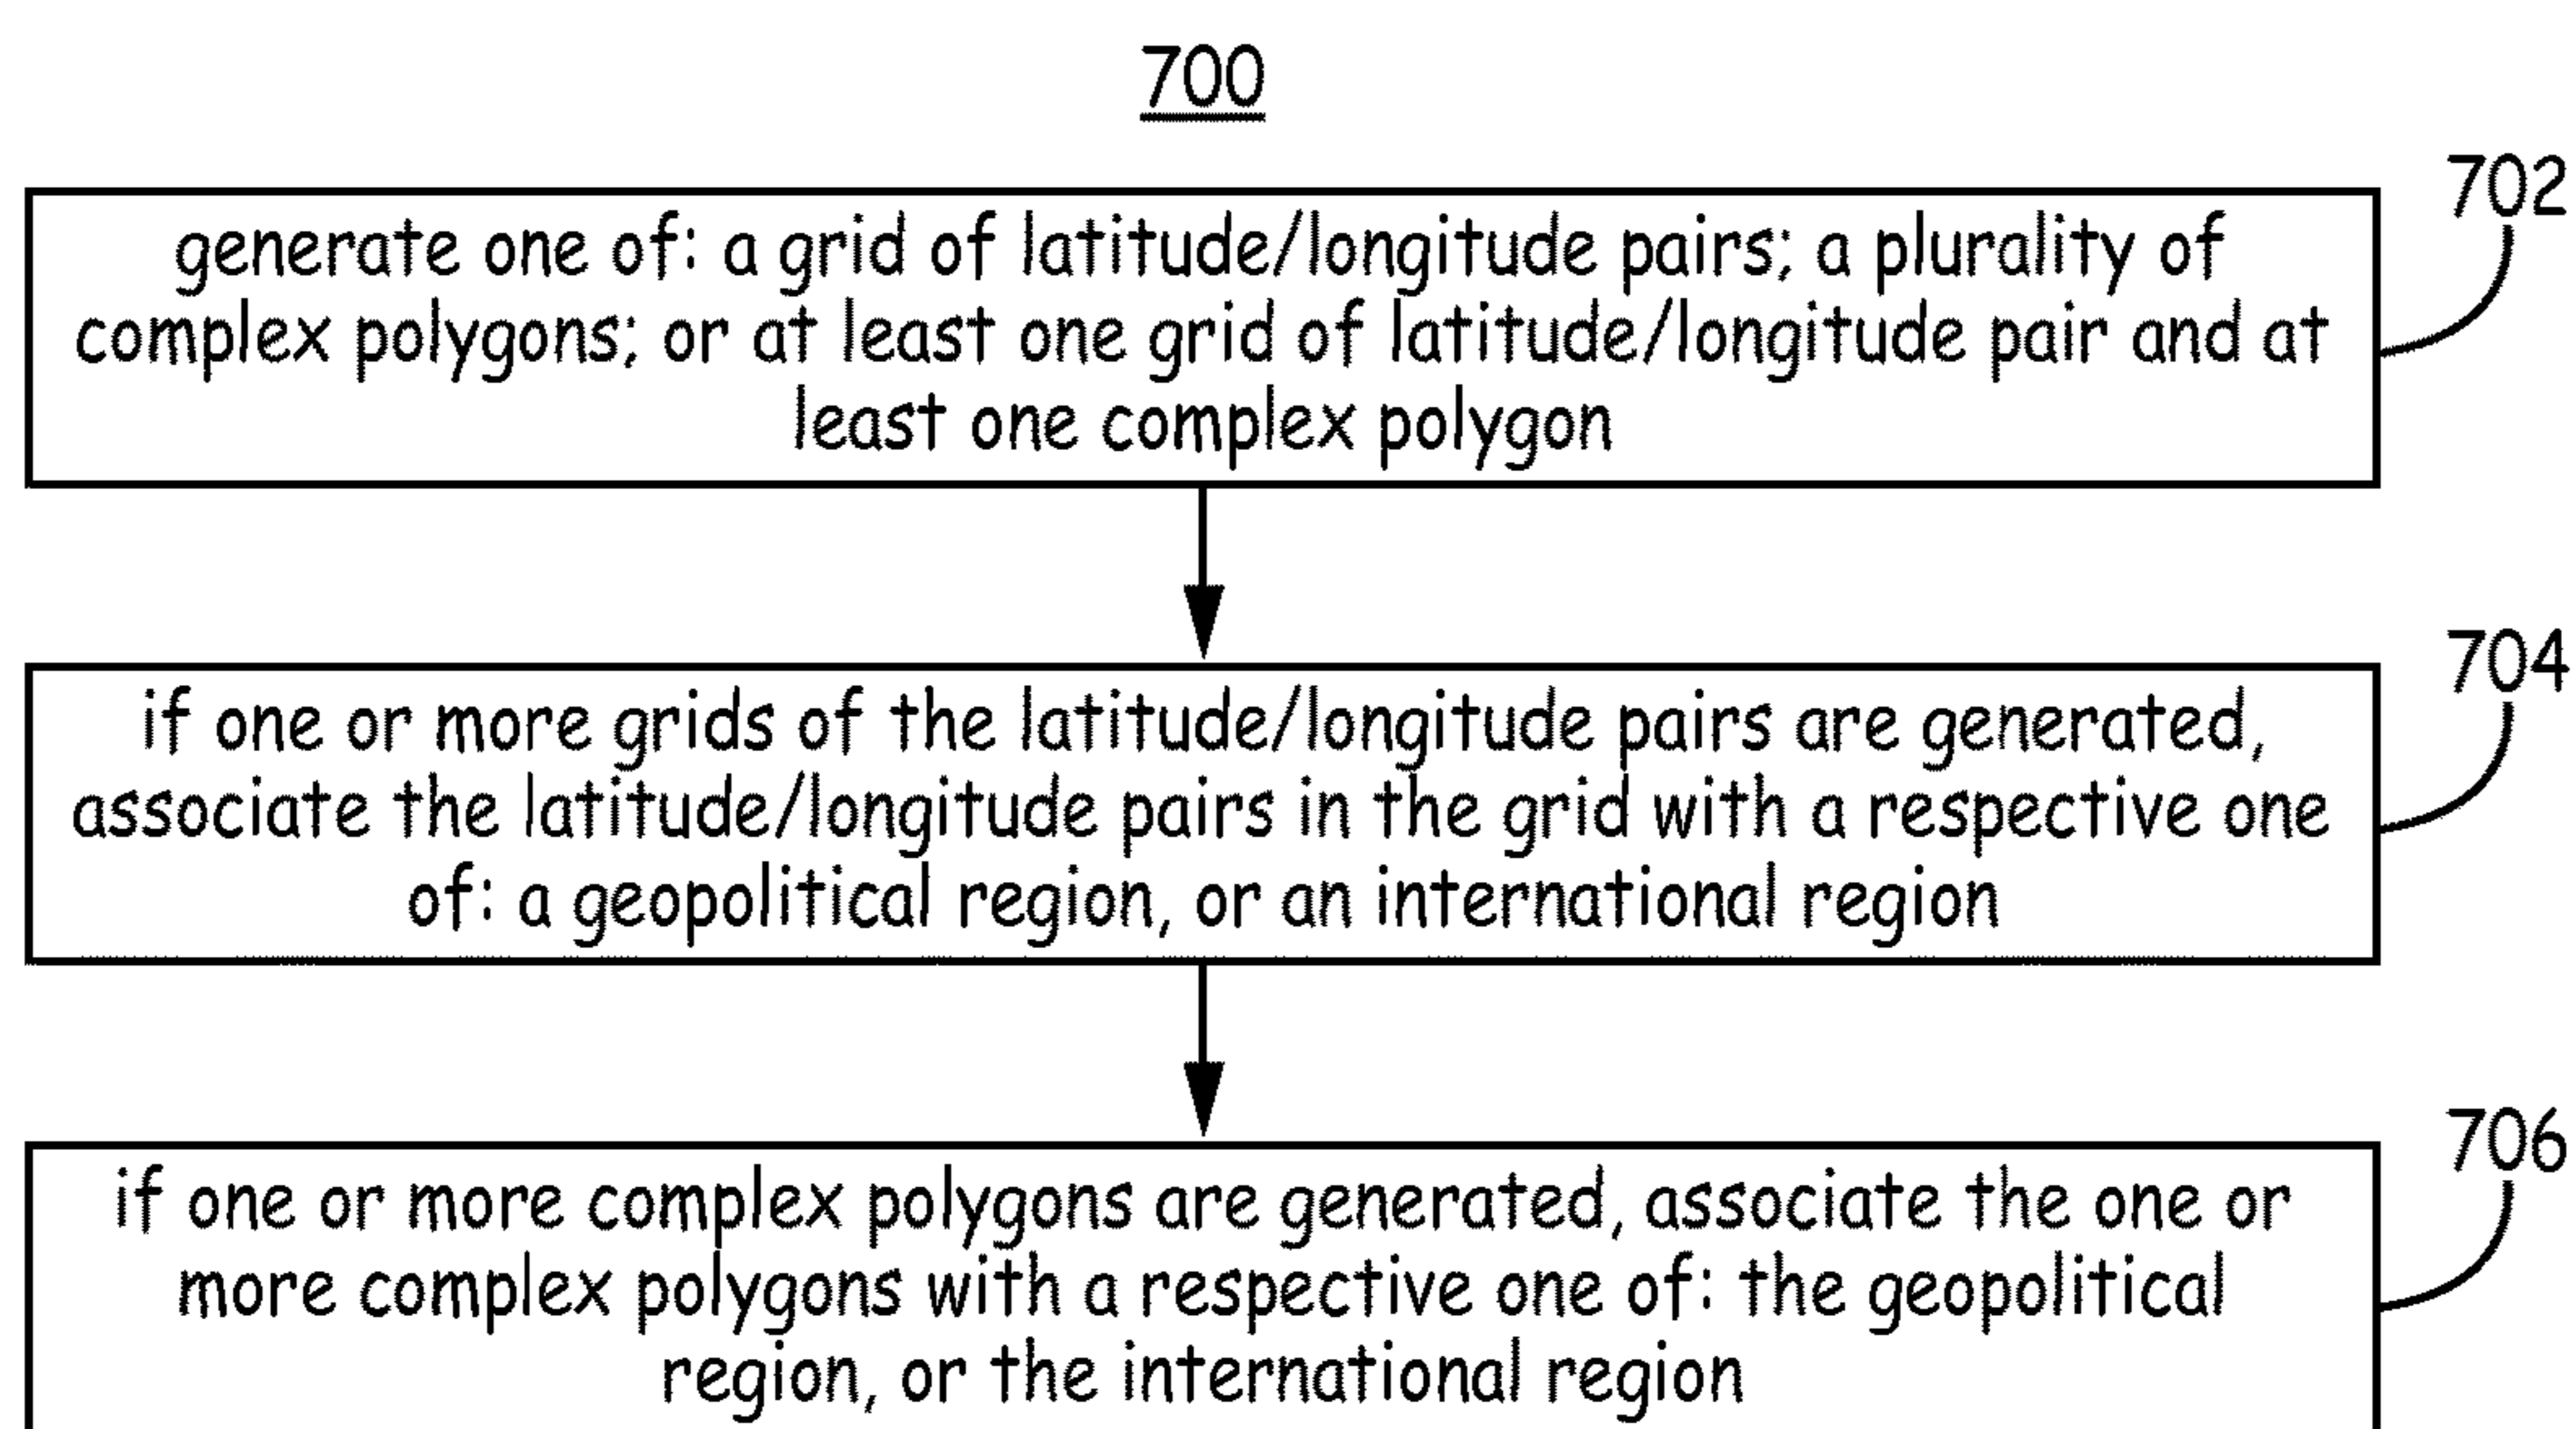 700
702
generate one of: a grid of latitude/longitude pairs; a plurality of
complex polygons; or at least one grid of latitude/longitude pair and at
least one complex polygon
704
if one or more grids of the latitude/longitude pairs are generated,
associate the latitude/longitude pairs in the grid with a respective one
of: a geopolitical region, or an international region
706
if one or more complex polygons are generated, associate the one or
more complex polygons with a respective one of: the geopolitical
region, or the international region